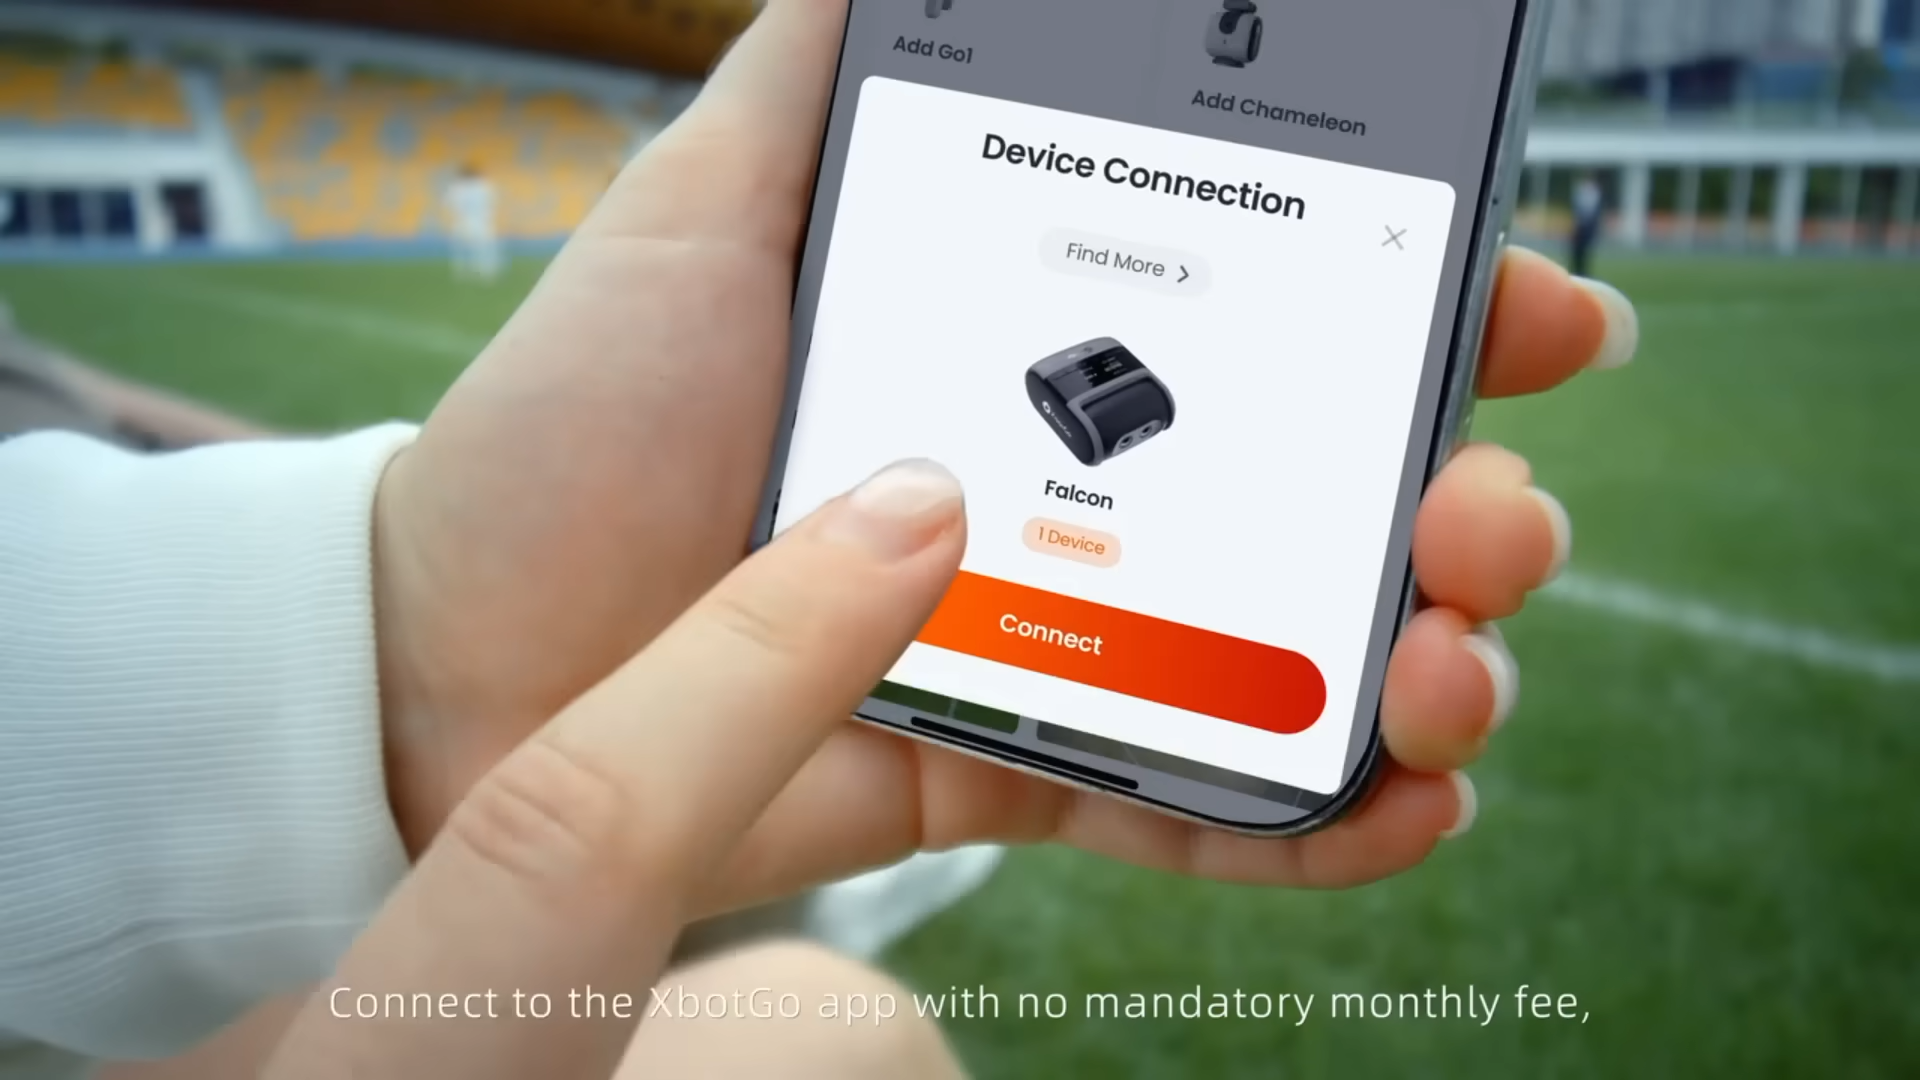 Add Go1
Add Chameleon
Device Connection
Find More >
Falcon
1 Device
Connect
Connect to the XbotGo app with no mandatory monthly fee,